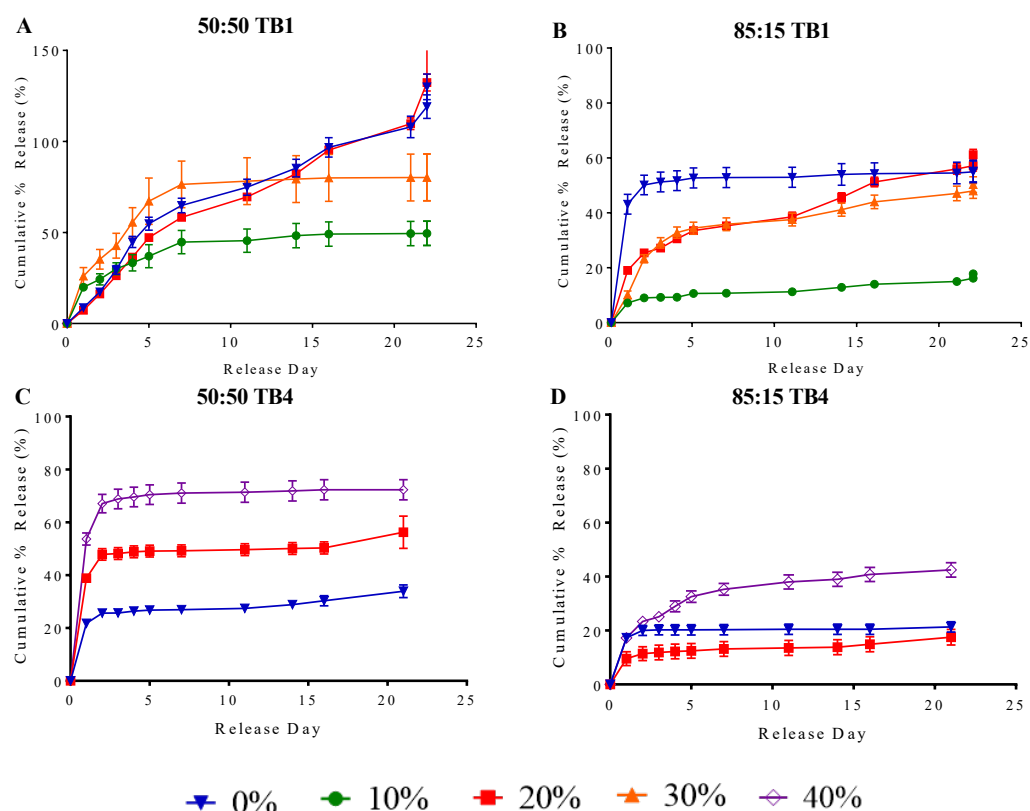 A
50:50 TB1
Cumulative % Release (%)
150
100
50
0
0 5 10 15 20 25
Release Day
B
85:15 TB1
Cumulative % Release (%)
100
80
60
40
20
0
0 5 10 15 20 25
Release Day
C
50:50 TB4
Cumulative % Release (%)
100
80
60
40
20
0
0 5 10 15 20 25
Release Day
D
85:15 TB4
Cumulative % Release (%)
100
80
60
40
20
0
0 5 10 15 20 25
Release Day
0% 10% 20% 30% 40%